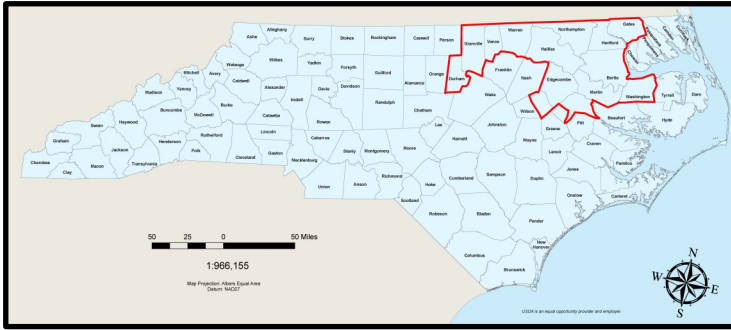 Alleghany
Ashe
Surry
Stokes
Rockingham
Caswell
Person
Granville
Vance
Warren
Northampton
Gates
Hertford
Halifax
Watauga
Wilkes
Yadkin
Forsyth
Guilford
Alamance
Orange
Durham
Franklin
Nash
Edgecombe
Bertie
Chowan
Mitchell
Avery
Caldwell
Alexander
Iredell
Davie
Davidson
Randolph
Chatham
Wake
Wilson
Martin
Washington
Tyrrell
Dare
Madison
Yancey
Burke
Catawba
Rowan
Buncombe
McDowell
Haywood
Swain
Graham
Cherokee
Clay
Macon
Jackson
Transylvania
Henderson
Polk
Rutherford
Cleveland
Lincoln
Gaston
Mecklenburg
Cabarrus
Stanly
Montgomery
Moore
Lee
Harnett
Johnston
Wayne
Greene
Pitt
Beaufort
Hyde
Lenoir
Craven
Pamlico
Jones
Carteret
Onslow
Duplin
Sampson
Cumberland
Hoke
Richmond
Scotland
Anson
Union
Robeson
Bladen
Pender
New
Hanover
Columbus
Brunswick
50 25 0 50 Miles
1:966,155
Map Projection: Albers Equal Area
Datum: NAD27
N
W E
S
USDA is an equal opportunity provider and employer.